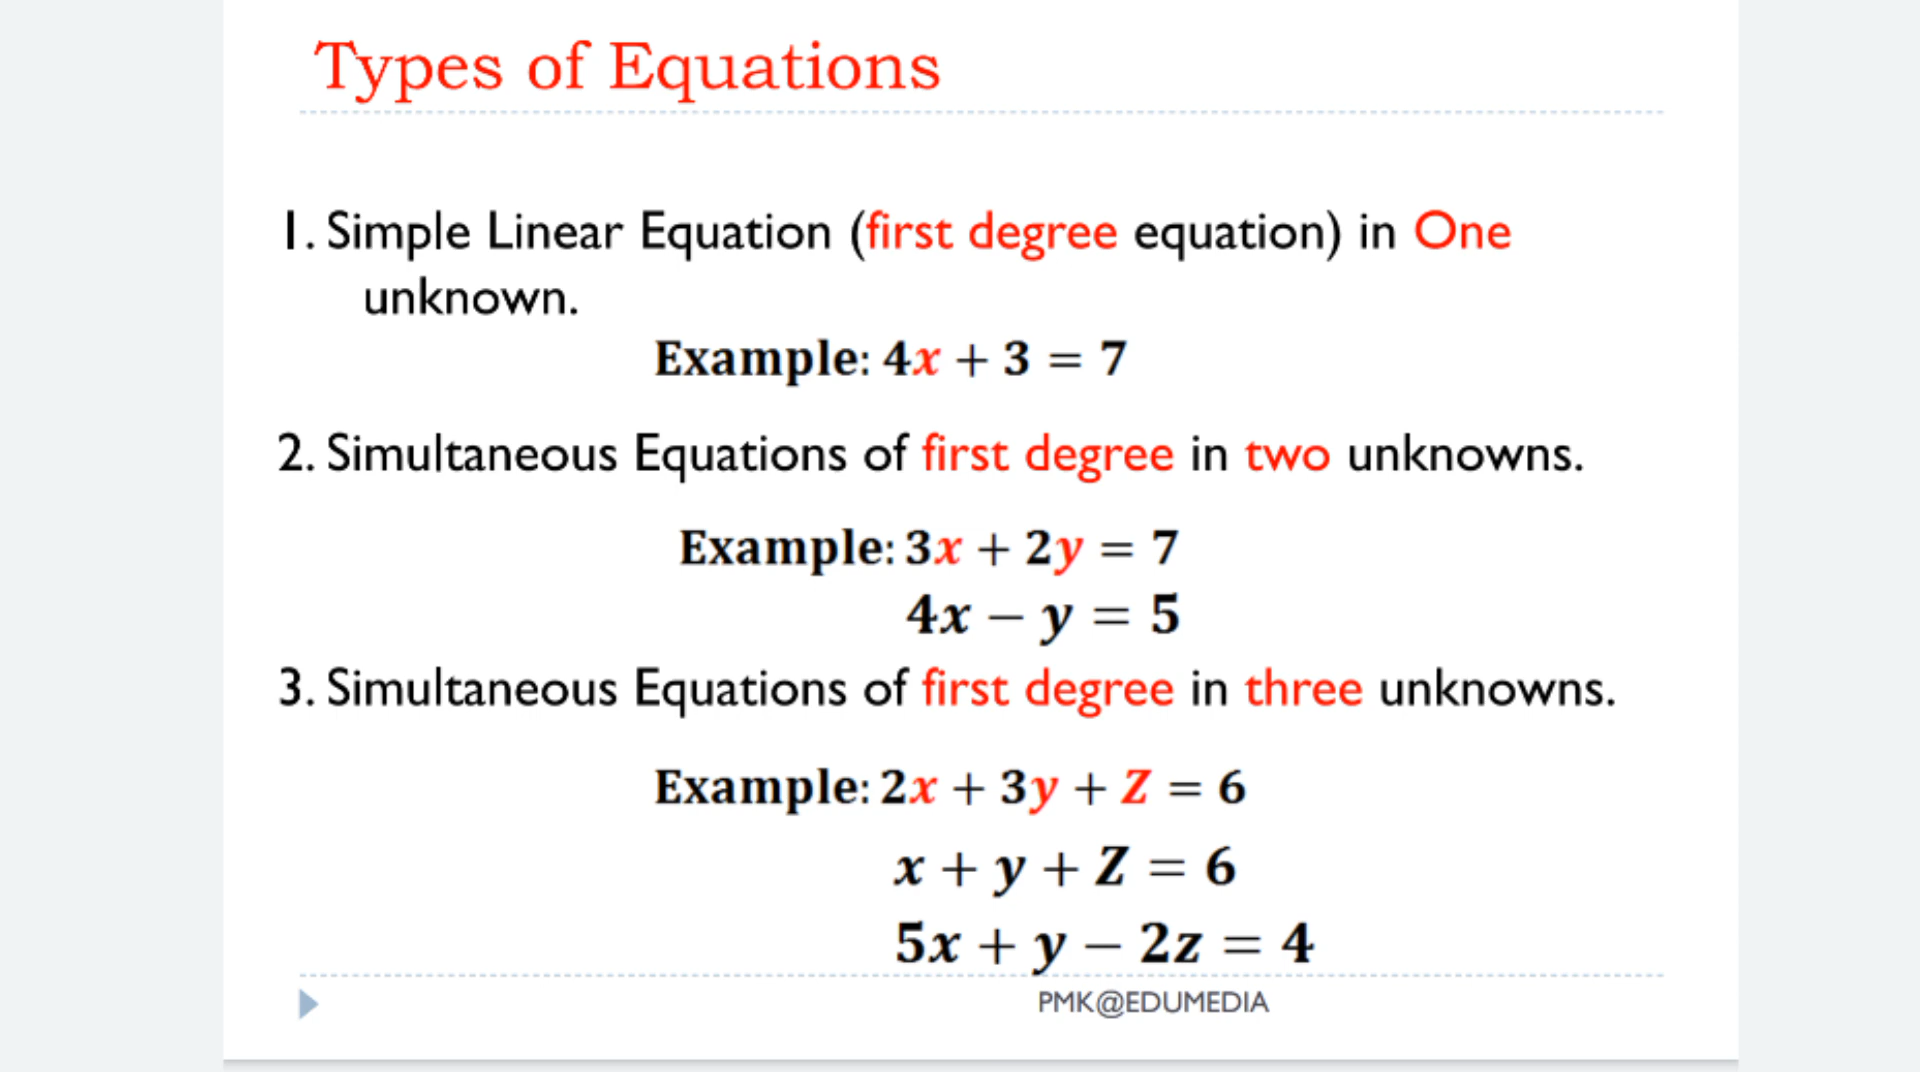 Types of Equations
1. Simple Linear Equation (first degree equation) in One
unknown.
Example: 4x + 3 = 7
2. Simultaneous Equations of first degree in two unknowns.
Example: 3x + 2y = 7
4x − y = 5
3. Simultaneous Equations of first degree in three unknowns.
Example: 2x + 3y + Z = 6
x + y + Z = 6
5x + y − 2z = 4
PMK@EDUMEDIA